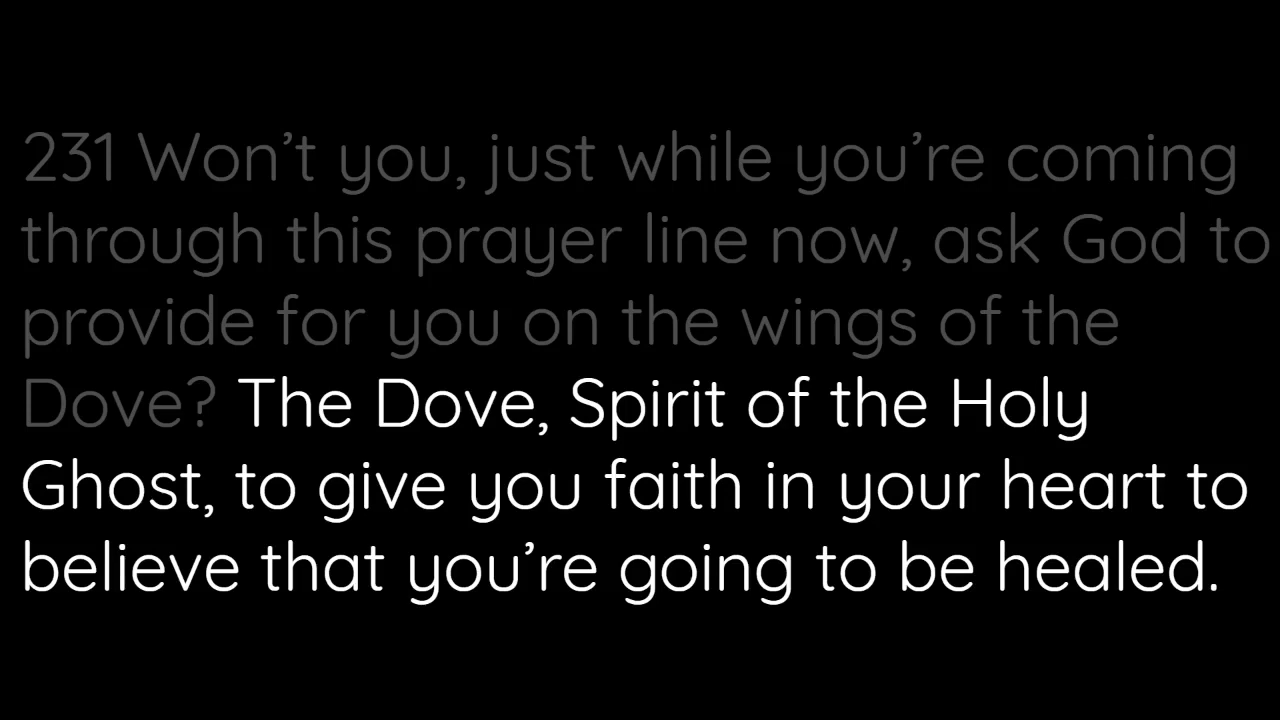 231 Won’t you, just while you’re coming
through this prayer line now, ask God to
provide for you on the wings of the
Dove? The Dove, Spirit of the Holy
Ghost, to give you faith in your heart to
believe that you’re going to be healed.